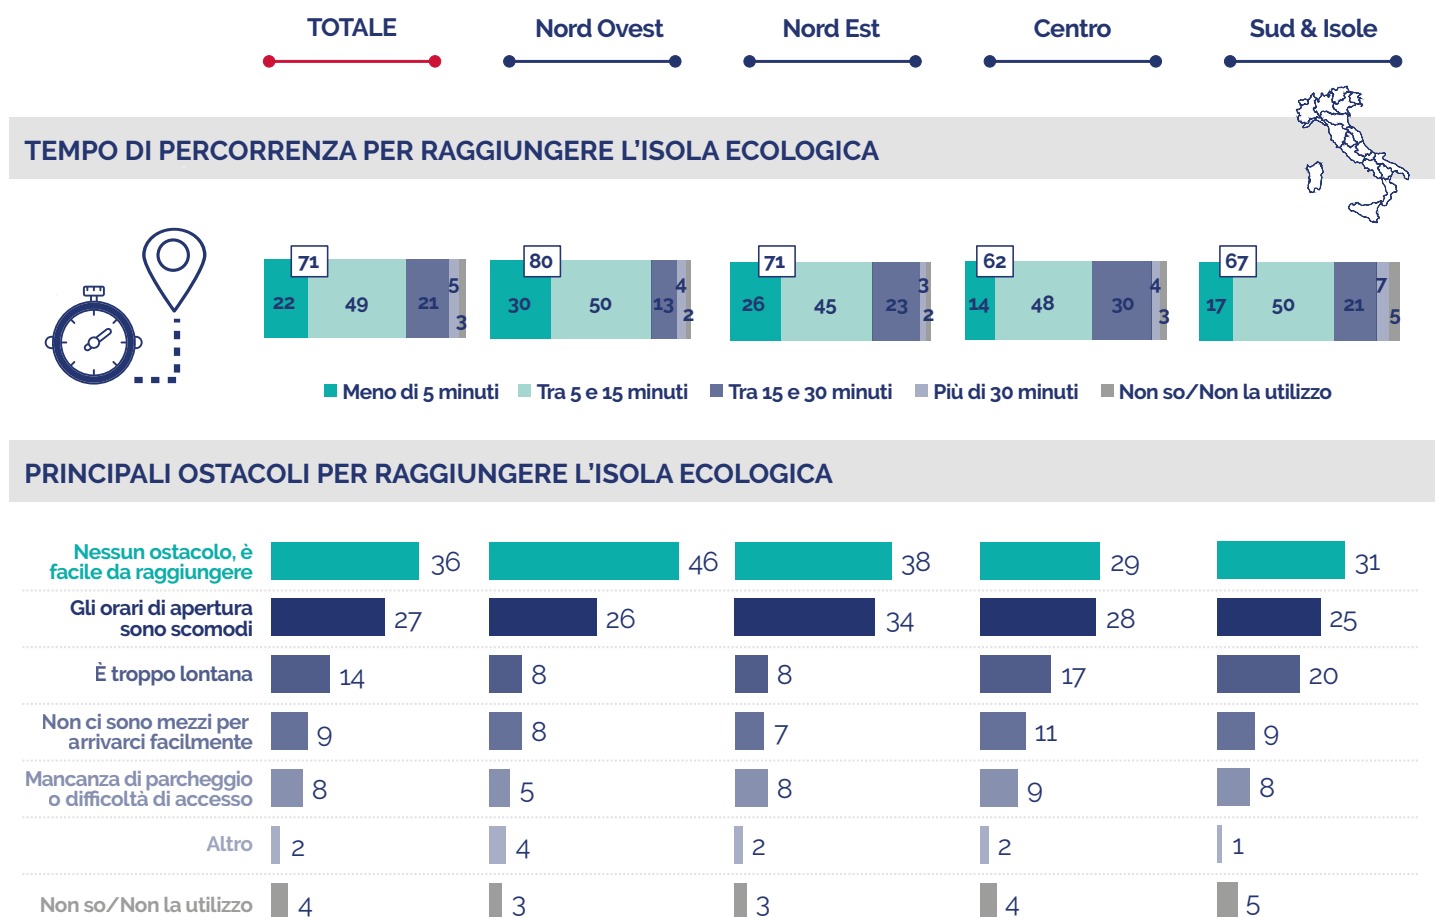 TOTALE Nord Ovest Nord Est Centro Sud & Isole
TEMPO DI PERCORRENZA PER RAGGIUNGERE L'ISOLA ECOLOGICA
71 80 71 62 67
22 49 21 5 3 30 50 13 4 2 26 45 23 3 2 14 48 30 4 3 17 50 21 7 5
Meno di 5 minuti Tra 5 e 15 minuti Tra 15 e 30 minuti Più di 30 minuti Non so/Non la utilizzo
PRINCIPALI OSTACOLI PER RAGGIUNGERE L'ISOLA ECOLOGICA
Nessun ostacolo, è
facile da raggiungere
36 46 38 29 31
Gli orari di apertura
sono scomodi
27 26 34 28 25
È troppo lontana 14 8 8 17 20
Non ci sono mezzi per
arrivarci facilmente
9 8 7 11 9
Mancanza di parcheggio
o difficoltà di accesso
8 5 8 9 8
Altro 2 4 2 2 1
Non so/Non la utilizzo 4 3 3 4 5